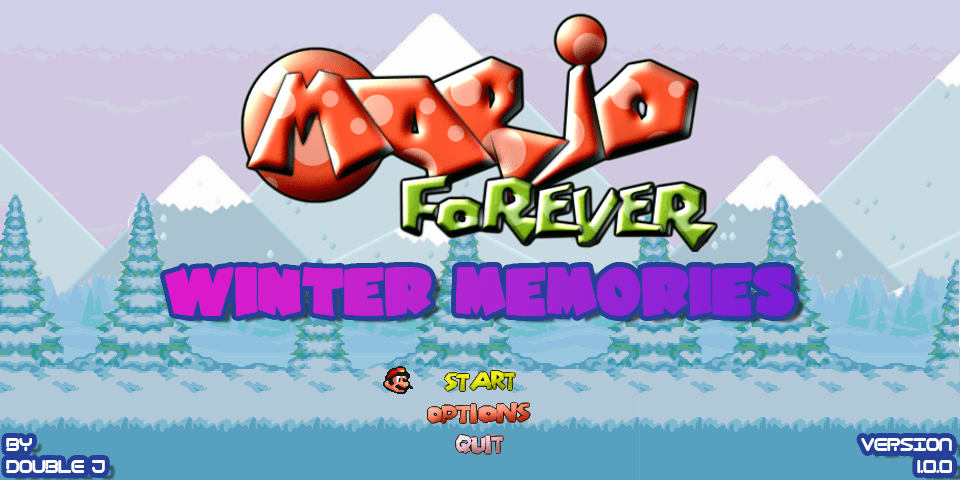 MARIO
FOREVER
WINTER MEMORIES
START
OPTIONS
QUIT
BY
DOUBLE J
VERSION
1.0.0